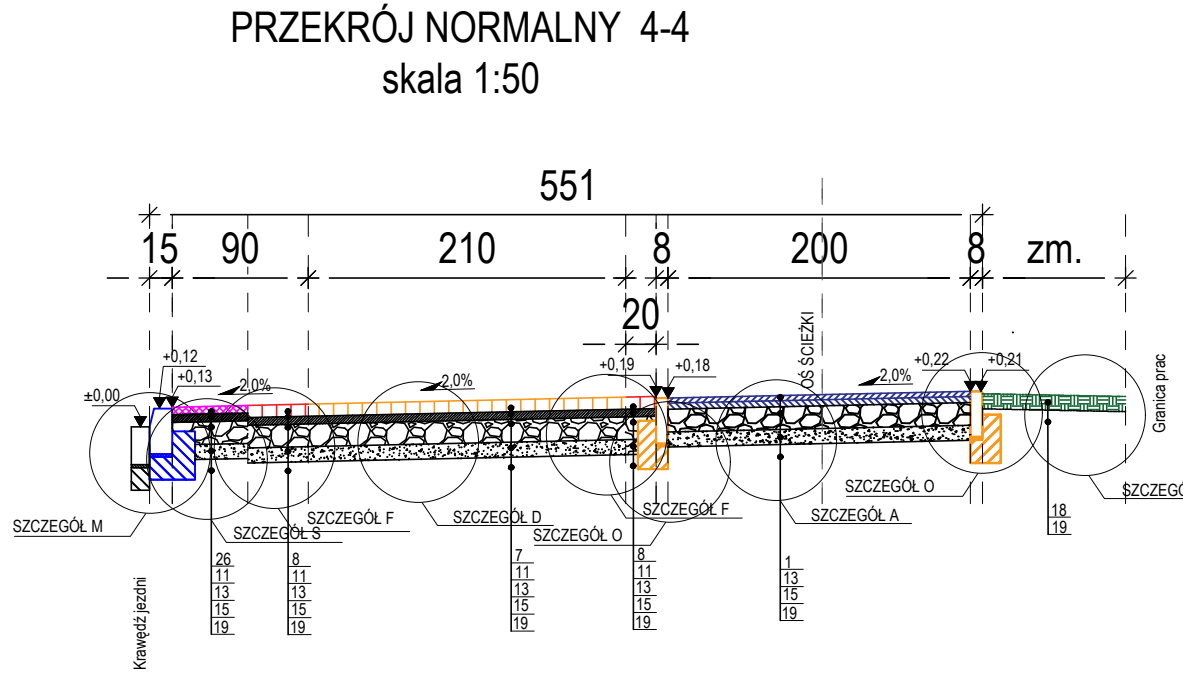 PRZEKRÓJ NORMALNY 4-4
skala 1:50
551
15 90 210 8 200 8 zm.
20
OŚ ŚCIEŻKI
+0,12
+0,13
±0,00
2,0%
2,0%
+0,19
+0,18
2,0%
+0,22
+0,21
Granica prac
SZCZEGÓŁ M
SZCZEGÓŁ S
SZCZEGÓŁ F
SZCZEGÓŁ D
SZCZEGÓŁ O
SZCZEGÓŁ F
SZCZEGÓŁ A
SZCZEGÓŁ O
SZCZEGÓ
Krawędź jezdni
26
11
13
15
19
8
11
13
15
19
7
11
13
15
19
8
11
13
15
19
1
13
15
19
18
19